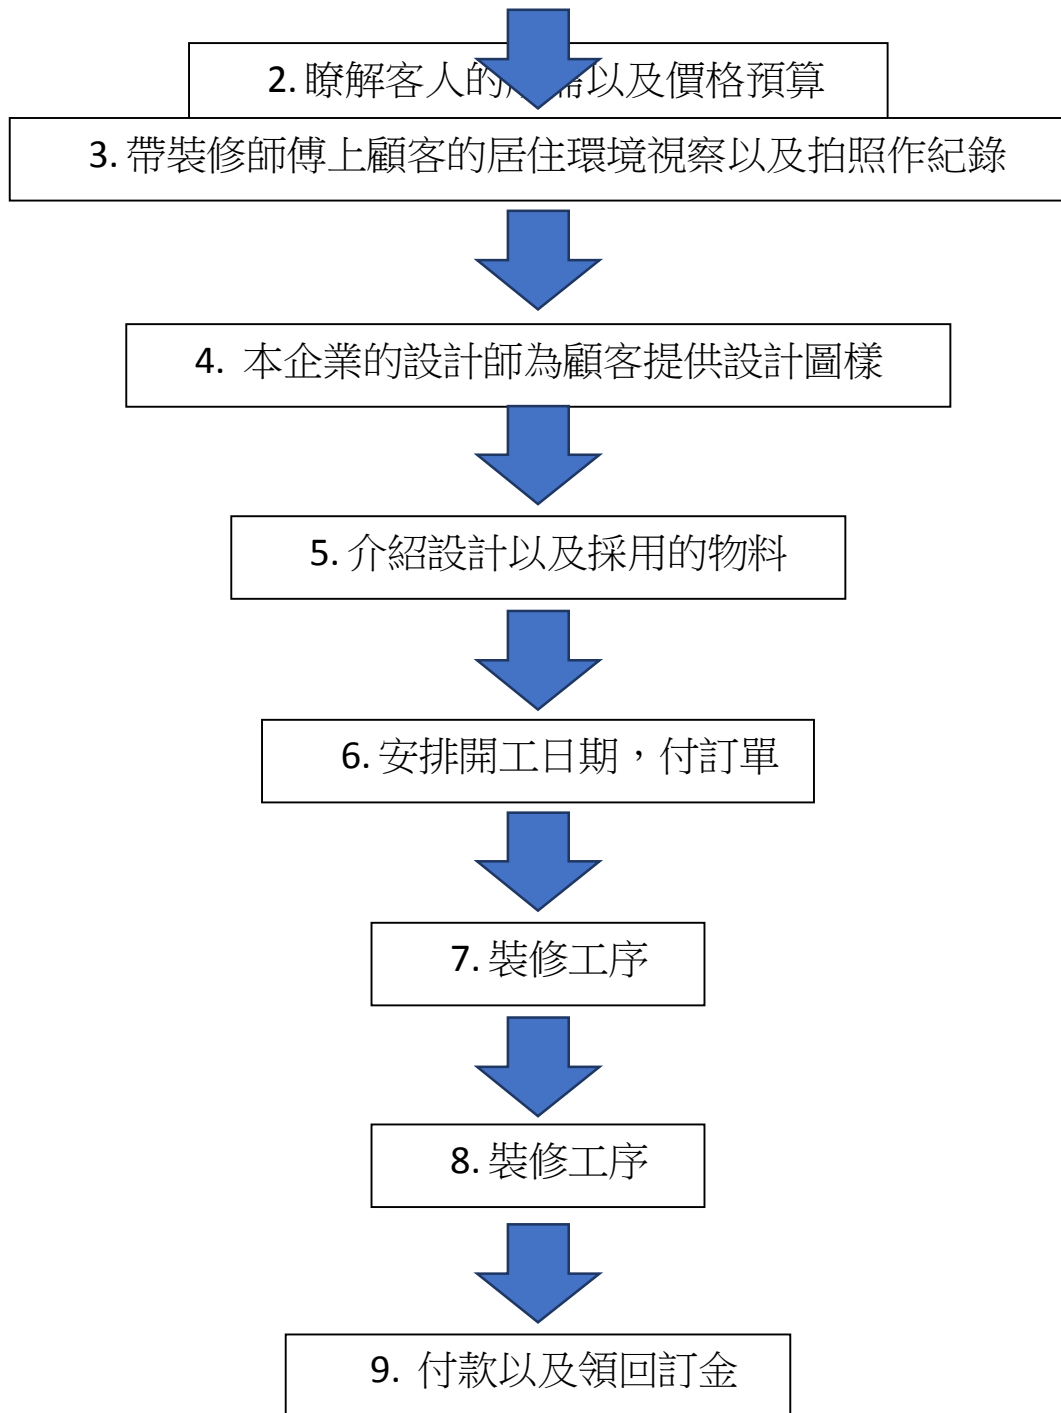 2. 瞭解客人的所需以及價格預算
3. 帶裝修師傅上顧客的居住環境視察以及拍照作紀錄
4. 本企業的設計師為顧客提供設計圖樣
5. 介紹設計以及採用的物料
6. 安排開工日期，付訂單
7. 裝修工序
8. 裝修工序
9. 付款以及領回訂金